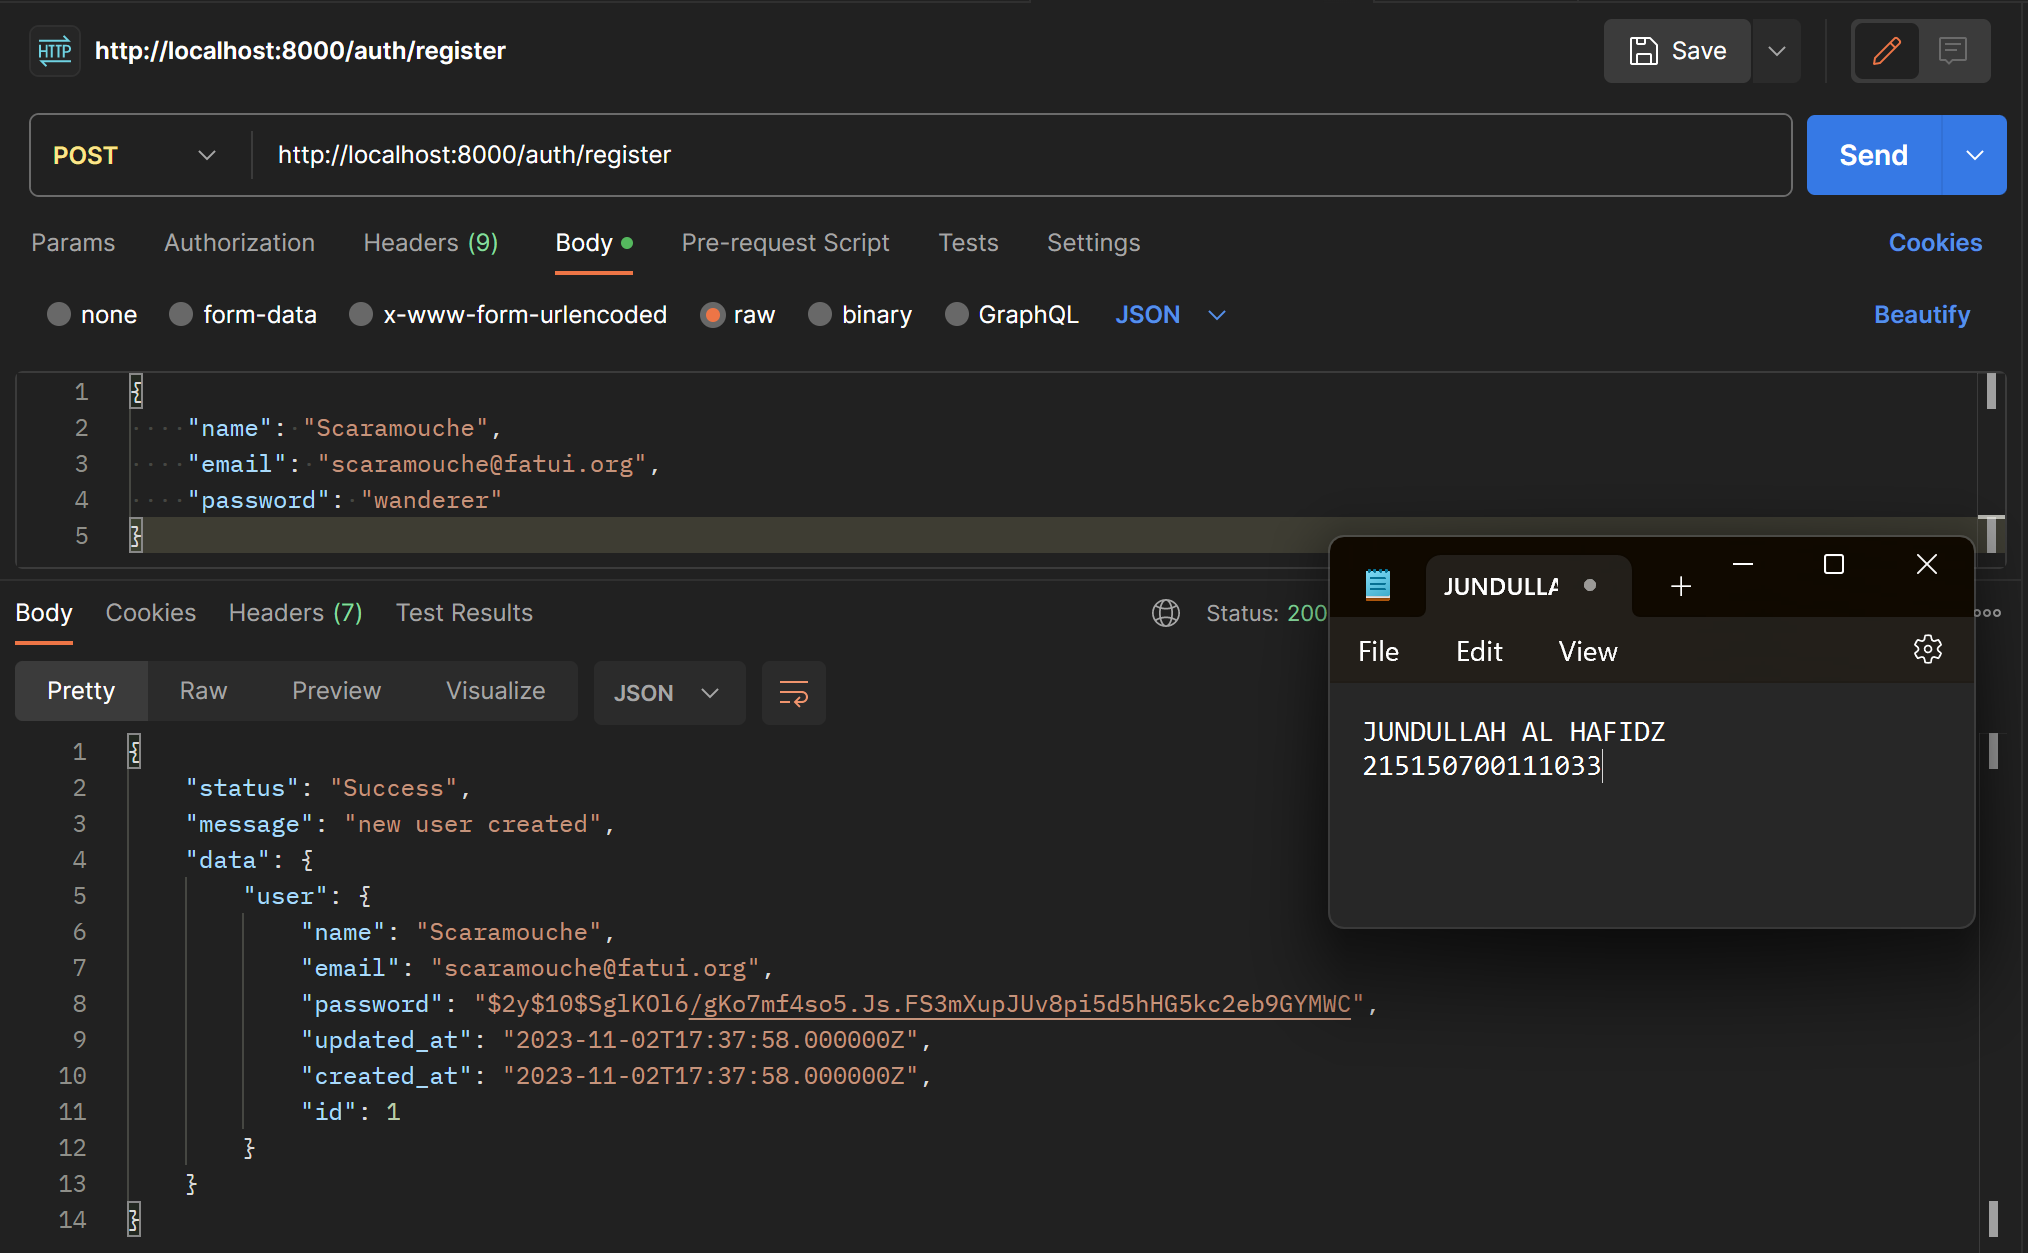 HTTP http://localhost:8000/auth/register Save
POST http://localhost:8000/auth/register Send
Params Authorization Headers (9) Body Pre-request Script Tests Settings Cookies
none form-data x-www-form-urlencoded raw binary GraphQL JSON Beautify
1 {
2 "name": "Scaramouche",
3 "email": "scaramouche@fatui.org",
4 "password": "wanderer"
5 }
Body Cookies Headers (7) Test Results Status: 200
Pretty Raw Preview Visualize JSON
1 {
2 "status": "Success",
3 "message": "new user created",
4 "data": {
5 "user": {
6 "name": "Scaramouche",
7 "email": "scaramouche@fatui.org",
8 "password": "$2y$10$SglKOl6/gKo7mf4so5.Js.FS3mXupJUv8pi5d5hHG5kc2eb9GYMWC",
9 "updated_at": "2023-11-02T17:37:58.000000Z",
10 "created_at": "2023-11-02T17:37:58.000000Z",
11 "id": 1
12 }
13 }
14 }
JUNDULLA
File Edit View
JUNDULLAH AL HAFIDZ
215150700111033